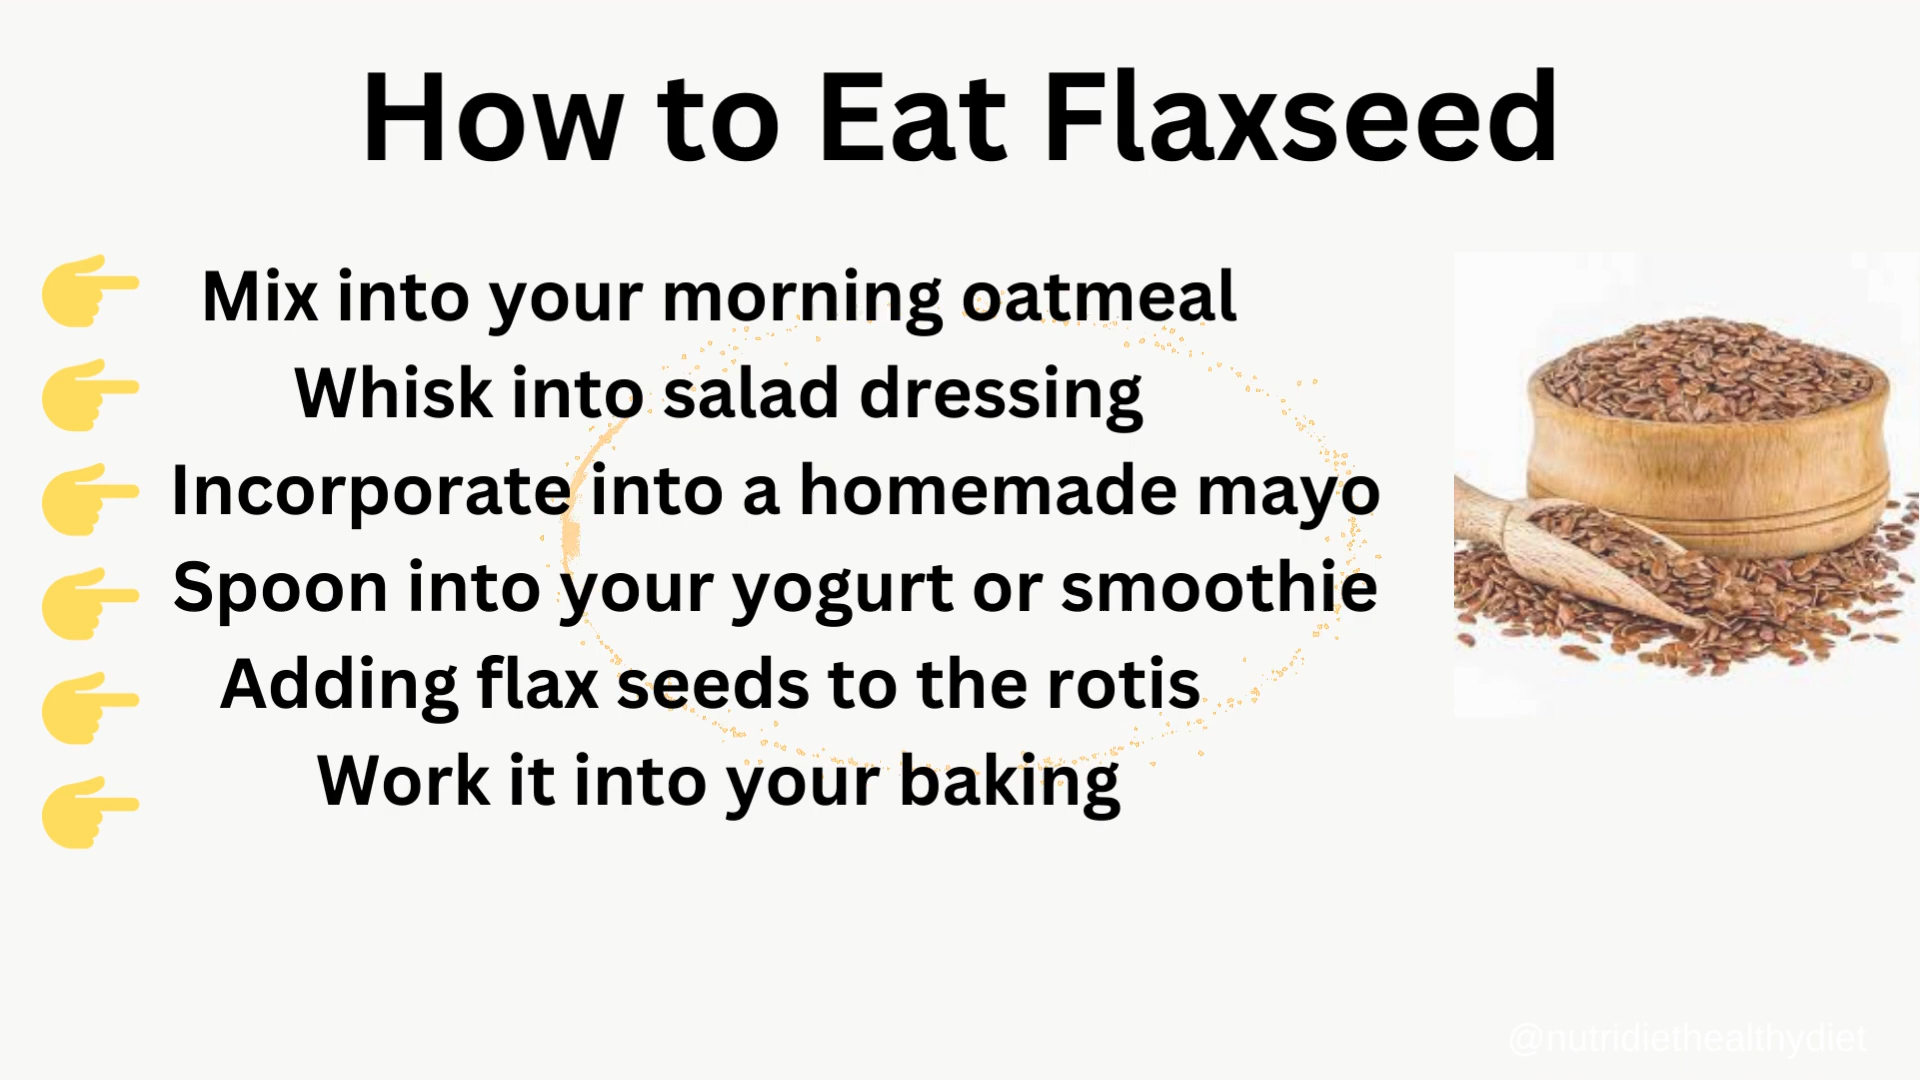 How to Eat Flaxseed
Mix into your morning oatmeal
Whisk into salad dressing
Incorporate into a homemade mayo
Spoon into your yogurt or smoothie
Adding flax seeds to the rotis
Work it into your baking
@nutridiethealthydiet